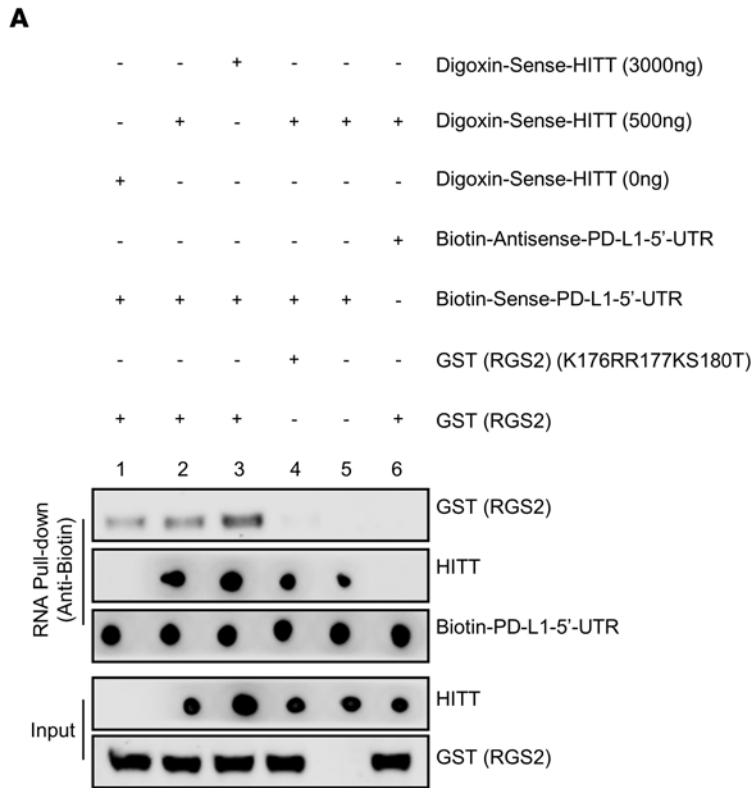 A
- - + - - - Digoxin-Sense-HITT (3000ng)
- + - + + + Digoxin-Sense-HITT (500ng)
+ - - - - - Digoxin-Sense-HITT (0ng)
- - - - - + Biotin-Antisense-PD-L1-5'-UTR
+ + + + + - Biotin-Sense-PD-L1-5'-UTR
- - - + - - GST (RGS2) (K176RR177KS180T)
+ + + - - + GST (RGS2)
1 2 3 4 5 6
RNA Pull-down
(Anti-Biotin)
GST (RGS2)
HITT
Biotin-PD-L1-5'-UTR
Input
HITT
GST (RGS2)